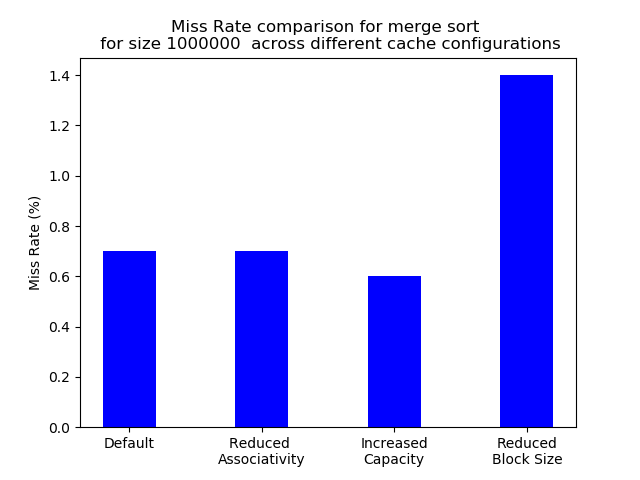 Miss Rate comparison for merge sort
for size 1000000  across different cache configurations
Miss Rate (%)
1.4
1.2
1.0
0.8
0.6
0.4
0.2
0.0
Default
Reduced
Associativity
Increased
Capacity
Reduced
Block Size